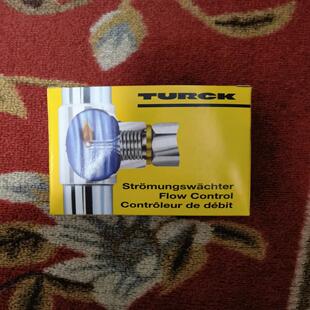 TURCK
Strömungswächter
Flow Control
Contrôleur de débit